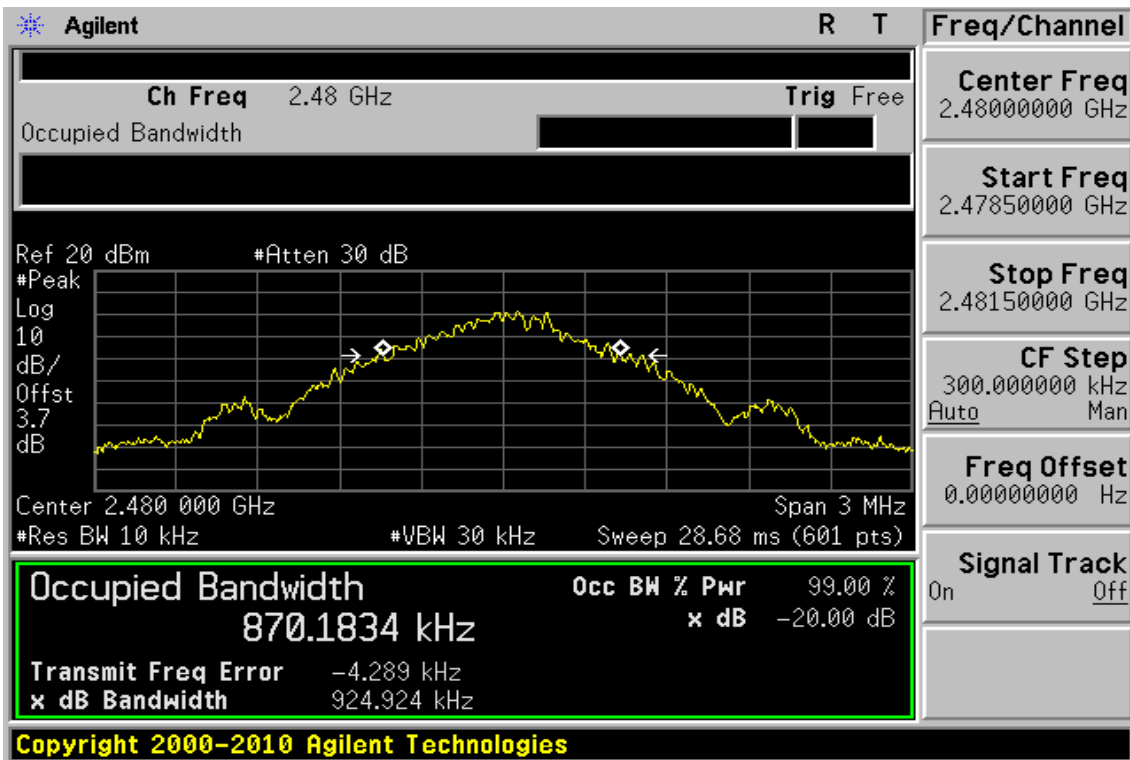 Agilent R T
Ch Freq 2.48 GHz Trig Free
Occupied Bandwidth
Ref 20 dBm #Atten 30 dB
#Peak
Log
10
dB/
Offst
3.7
dB
Center 2.480 000 GHz Span 3 MHz
#Res BW 10 kHz #VBW 30 kHz Sweep 28.68 ms (601 pts)
Occupied Bandwidth Occ BW % Pwr 99.00 %
870.1834 kHz x dB -20.00 dB
Transmit Freq Error -4.289 kHz
x dB Bandwidth 924.924 kHz
Copyright 2000-2010 Agilent Technologies
Freq/Channel
Center Freq
2.48000000 GHz
Start Freq
2.47850000 GHz
Stop Freq
2.48150000 GHz
CF Step
300.000000 kHz
Auto Man
Freq Offset
0.00000000 Hz
Signal Track
On Off